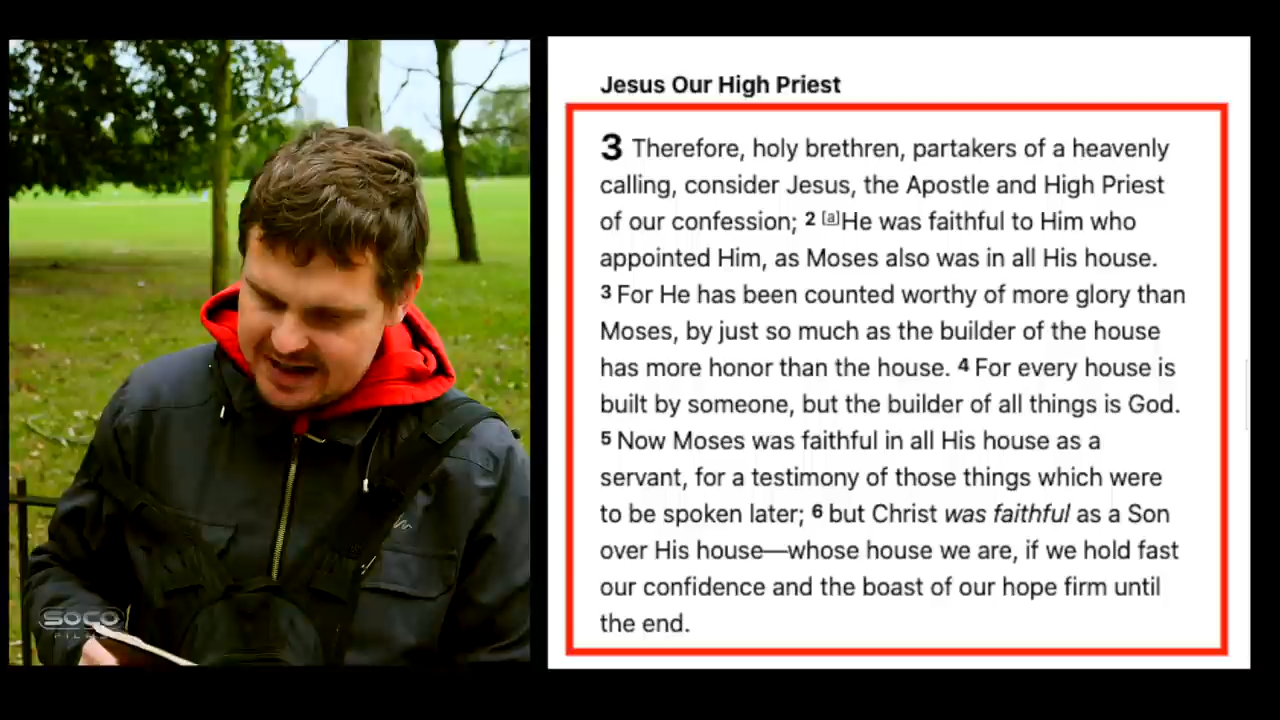 Jesus Our High Priest
3 Therefore, holy brethren, partakers of a heavenly
calling, consider Jesus, the Apostle and High Priest
of our confession; 2 [a]He was faithful to Him who
appointed Him, as Moses also was in all His house.
3 For He has been counted worthy of more glory than
Moses, by just so much as the builder of the house
has more honor than the house. 4 For every house is
built by someone, but the builder of all things is God.
5 Now Moses was faithful in all His house as a
servant, for a testimony of those things which were
to be spoken later; 6 but Christ was faithful as a Son
over His house—whose house we are, if we hold fast
our confidence and the boast of our hope firm until
the end.
SOCO
FILMS